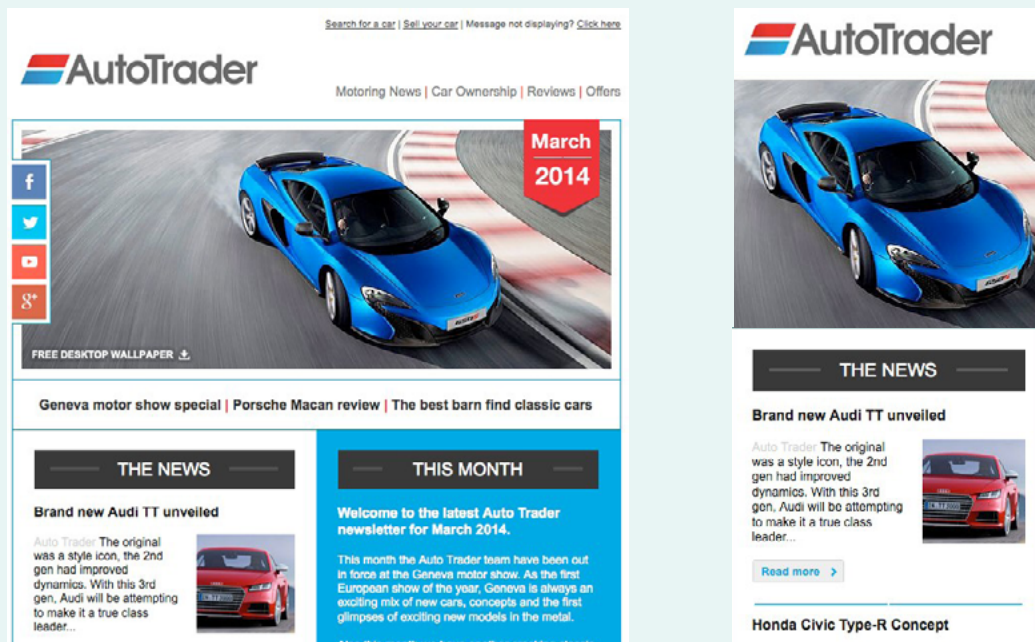 Search for a car | Sell your car | Message not displaying? Click here
AutoTrader
Motoring News | Car Ownership | Reviews | Offers
March
2014
f
8+
FREE DESKTOP WALLPAPER
Geneva motor show special | Porsche Macan review | The best barn find classic cars
THE NEWS
Brand new Audi TT unveiled
Auto Trader The original
was a style icon, the 2nd
gen had improved
dynamics. With this 3rd
gen, Audi will be attempting
to make it a true class
leader...
THIS MONTH
Welcome to the latest Auto Trader
newsletter for March 2014.
This month the Auto Trader team have been out
in force at the Geneva motor show. As the first
European show of the year, Geneva is always an
exciting mix of new cars, concepts and the first
glimpses of exciting new models in the metal.
AutoTrader
THE NEWS
Brand new Audi TT unveiled
Auto Trader The original
was a style icon, the 2nd
gen had improved
dynamics. With this 3rd
gen, Audi will be attempting
to make it a true class
leader...
Read more >
Honda Civic Type-R Concept